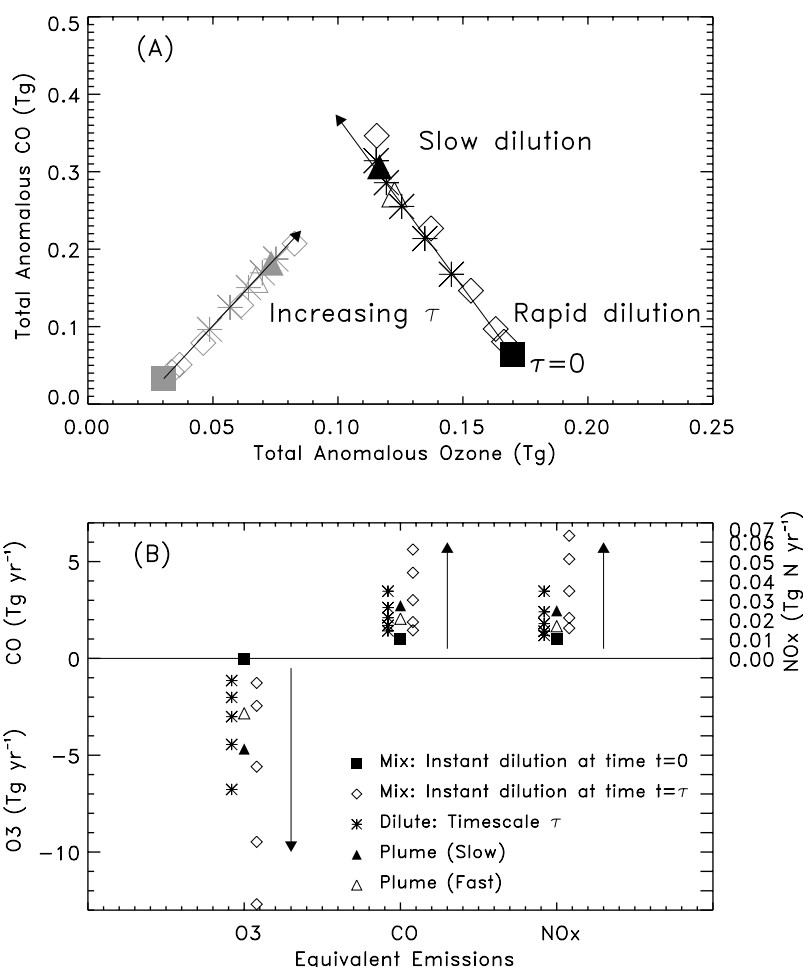 (A)
0.5
0.4
0.3
0.2
0.1
0.0
Total Anomalous CO (Tg)
Slow dilution
Increasing τ
Rapid dilution
τ=0
0.00
0.05
0.10
0.15
0.20
0.25
Total Anomalous Ozone (Tg)
(B)
5
0
−5
−10
CO (Tg yr⁻¹)
O3 (Tg yr⁻¹)
0.07
0.06
0.05
0.04
0.03
0.02
0.01
0.00
NOx (Tg N yr⁻¹)
Mix: Instant dilution at time t=0
Mix: Instant dilution at time t=τ
Dilute: Timescale τ
Plume (Slow)
Plume (Fast)
O3
CO
NOx
Equivalent Emissions